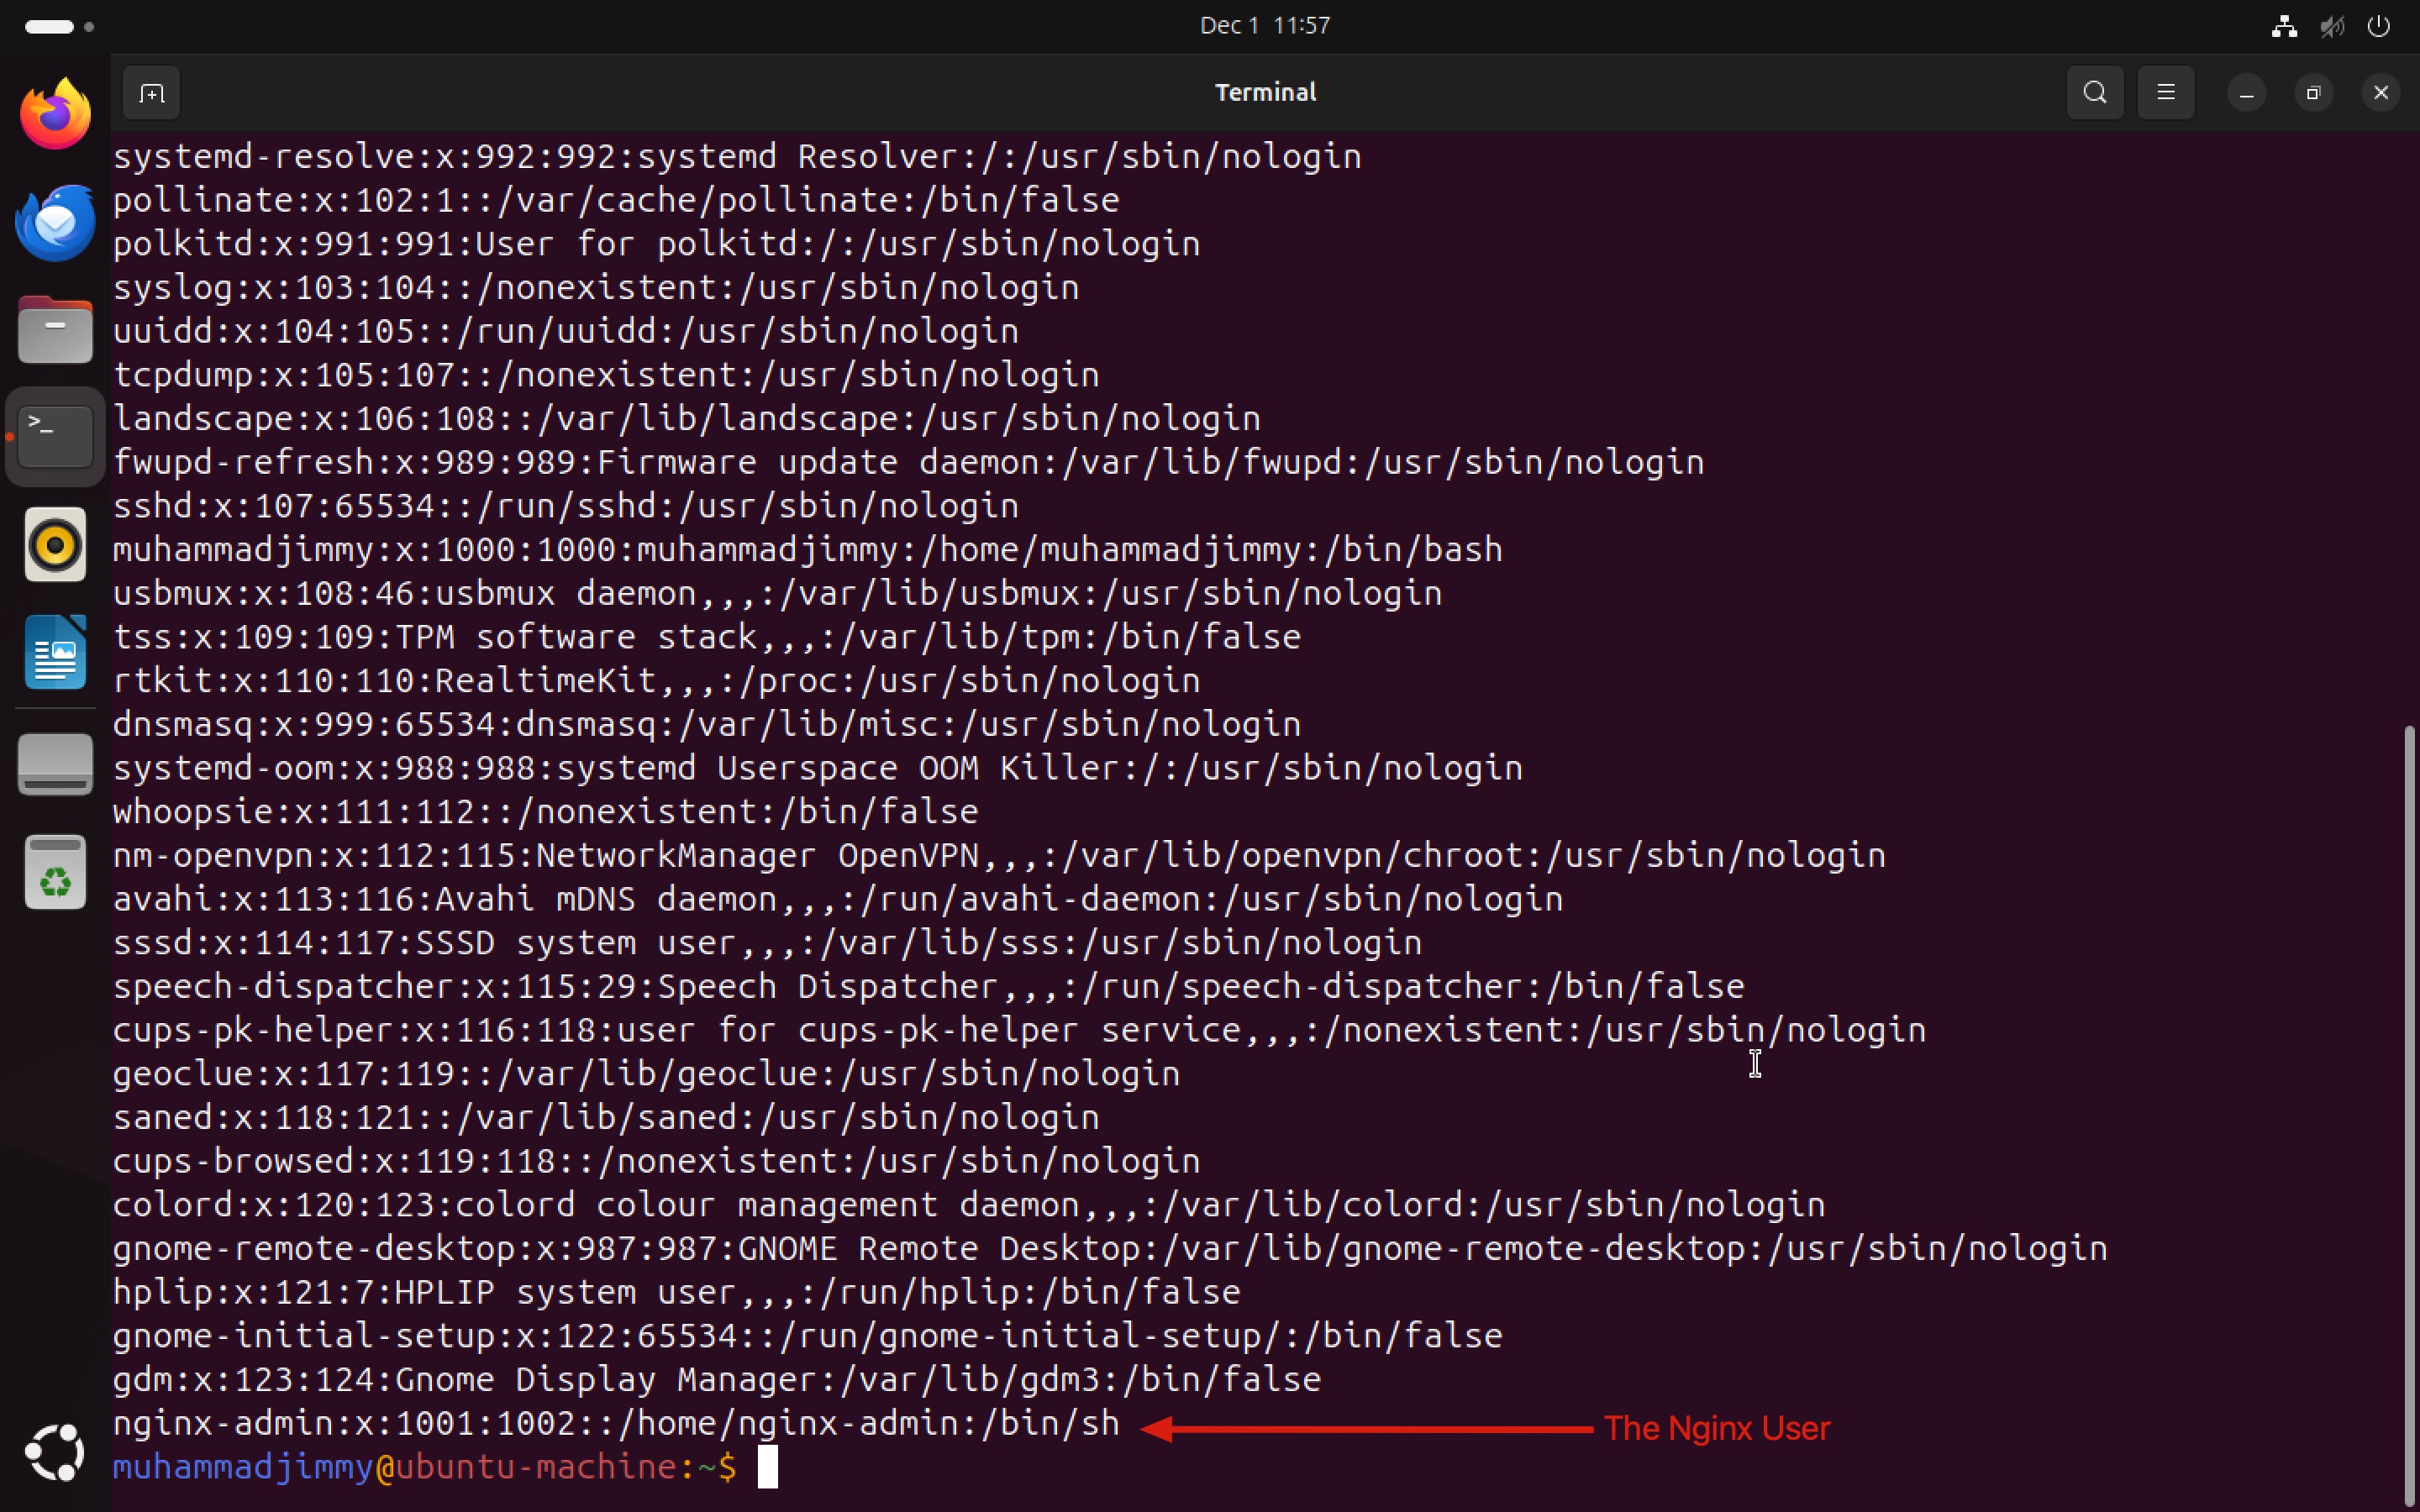 Dec 1 11:57
Terminal
systemd-resolve:x:992:992:systemd Resolver:/:/usr/sbin/nologin
pollinate:x:102:1::/var/cache/pollinate:/bin/false
polkitd:x:991:991:User for polkitd:/:/usr/sbin/nologin
syslog:x:103:104::/nonexistent:/usr/sbin/nologin
uuidd:x:104:105::/run/uuidd:/usr/sbin/nologin
tcpdump:x:105:107::/nonexistent:/usr/sbin/nologin
landscape:x:106:108::/var/lib/landscape:/usr/sbin/nologin
fwupd-refresh:x:989:989:Firmware update daemon:/var/lib/fwupd:/usr/sbin/nologin
sshd:x:107:65534::/run/sshd:/usr/sbin/nologin
muhammadjimmy:x:1000:1000:muhammadjimmy:/home/muhammadjimmy:/bin/bash
usbmux:x:108:46:usbmux daemon,,,:/var/lib/usbmux:/usr/sbin/nologin
tss:x:109:109:TPM software stack,,,:/var/lib/tpm:/bin/false
rtkit:x:110:110:RealtimeKit,,,:/proc:/usr/sbin/nologin
dnsmasq:x:999:65534:dnsmasq:/var/lib/misc:/usr/sbin/nologin
systemd-oom:x:988:988:systemd Userspace OOM Killer:/:/usr/sbin/nologin
whoopsie:x:111:112::/nonexistent:/bin/false
nm-openvpn:x:112:115:NetworkManager OpenVPN,,,:/var/lib/openvpn/chroot:/usr/sbin/nologin
avahi:x:113:116:Avahi mDNS daemon,,,:/run/avahi-daemon:/usr/sbin/nologin
sssd:x:114:117:SSSD system user,,,:/var/lib/sss:/usr/sbin/nologin
speech-dispatcher:x:115:29:Speech Dispatcher,,,:/run/speech-dispatcher:/bin/false
cups-pk-helper:x:116:118:user for cups-pk-helper service,,,:/nonexistent:/usr/sbin/nologin
geoclue:x:117:119::/var/lib/geoclue:/usr/sbin/nologin
saned:x:118:121::/var/lib/saned:/usr/sbin/nologin
cups-browsed:x:119:118::/nonexistent:/usr/sbin/nologin
colord:x:120:123:colord colour management daemon,,,:/var/lib/colord:/usr/sbin/nologin
gnome-remote-desktop:x:987:987:GNOME Remote Desktop:/var/lib/gnome-remote-desktop:/usr/sbin/nologin
hplip:x:121:7:HPLIP system user,,,:/run/hplip:/bin/false
gnome-initial-setup:x:122:65534::/run/gnome-initial-setup/:/bin/false
gdm:x:123:124:Gnome Display Manager:/var/lib/gdm3:/bin/false
nginx-admin:x:1001:1002::/home/nginx-admin:/bin/sh The Nginx User
muhammadjimmy@ubuntu-machine:~$